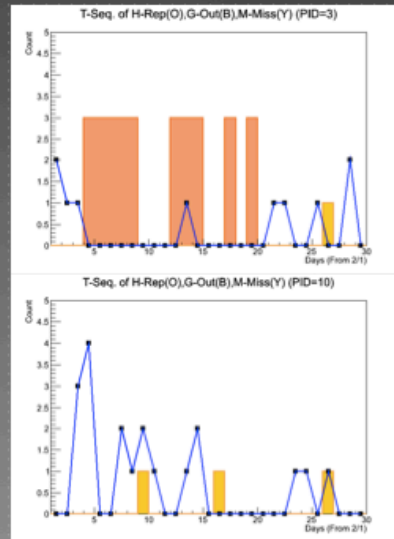 T-Seq. of H-Rep(O),G-Out(B),M-Miss(Y) (PID=3)
Count
5
4.5
4
3.5
3
2.5
2
1.5
1
0.5
0
5 10 15 20 25 30
Days (From 2/1)
T-Seq. of H-Rep(O),G-Out(B),M-Miss(Y) (PID=10)
Count
5
4.5
4
3.5
3
2.5
2
1.5
1
0.5
0
5 10 15 20 25 30
Days (From 2/1)